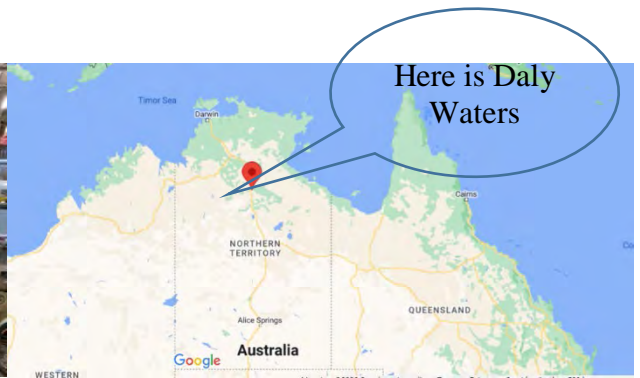 Here is Daly
Waters
Timor Sea
Darwin
Cairns
NORTHERN
TERRITORY
QUEENSLAND
Alice Springs
Australia
Google
WESTERN